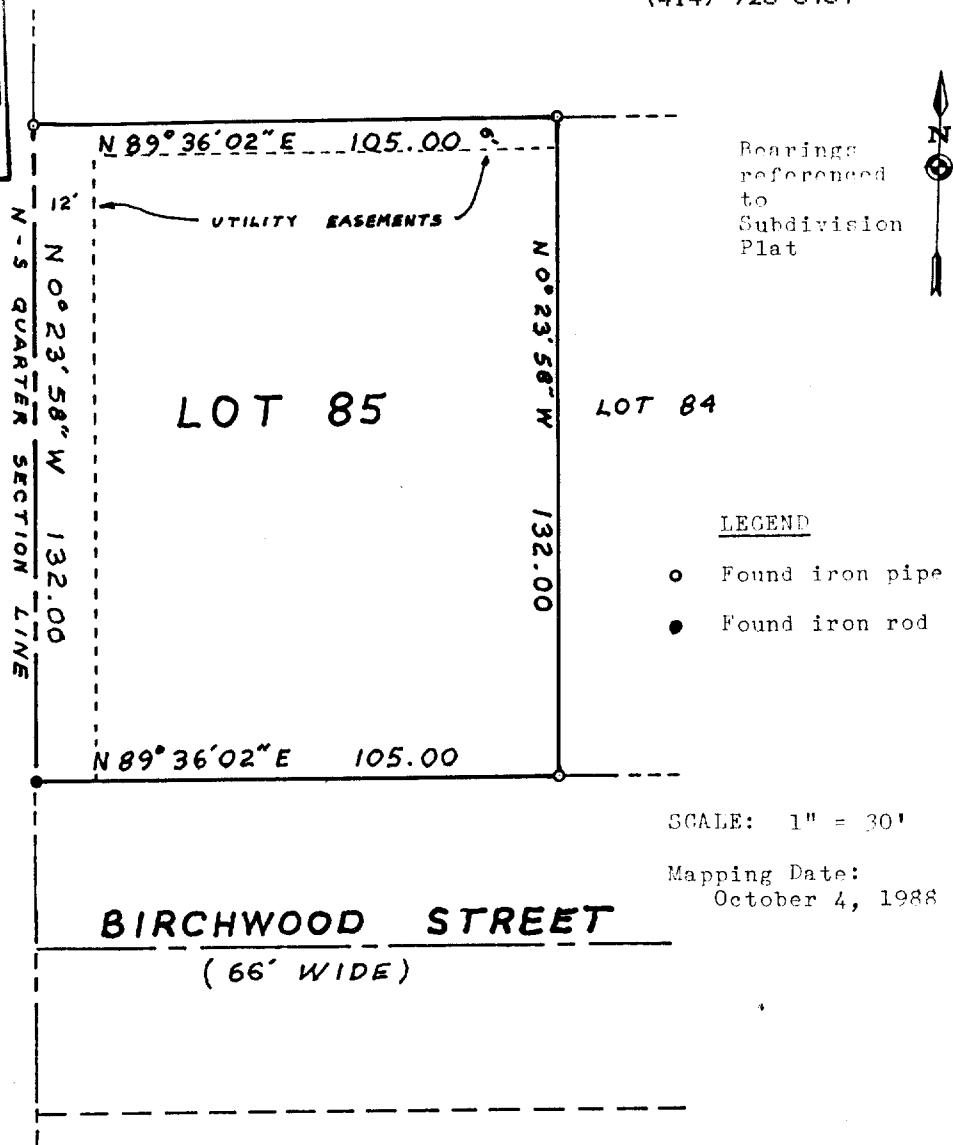 N 89° 36' 02" E 105.00 6'
12'
UTILITY EASEMENTS
N
Bearings
referenced
to
Subdivision
Plat
N - S QUARTER SECTION LINE
N 0° 23' 58" W 132.00
N 0° 23' 58" W 132.00
LOT 85
LOT 84
LEGEND
Found iron pipe
Found iron rod
N 89° 36' 02" E 105.00
SCALE: 1" = 30'
Mapping Date:
October 4, 1988
BIRCHWOOD STREET
( 66' WIDE )